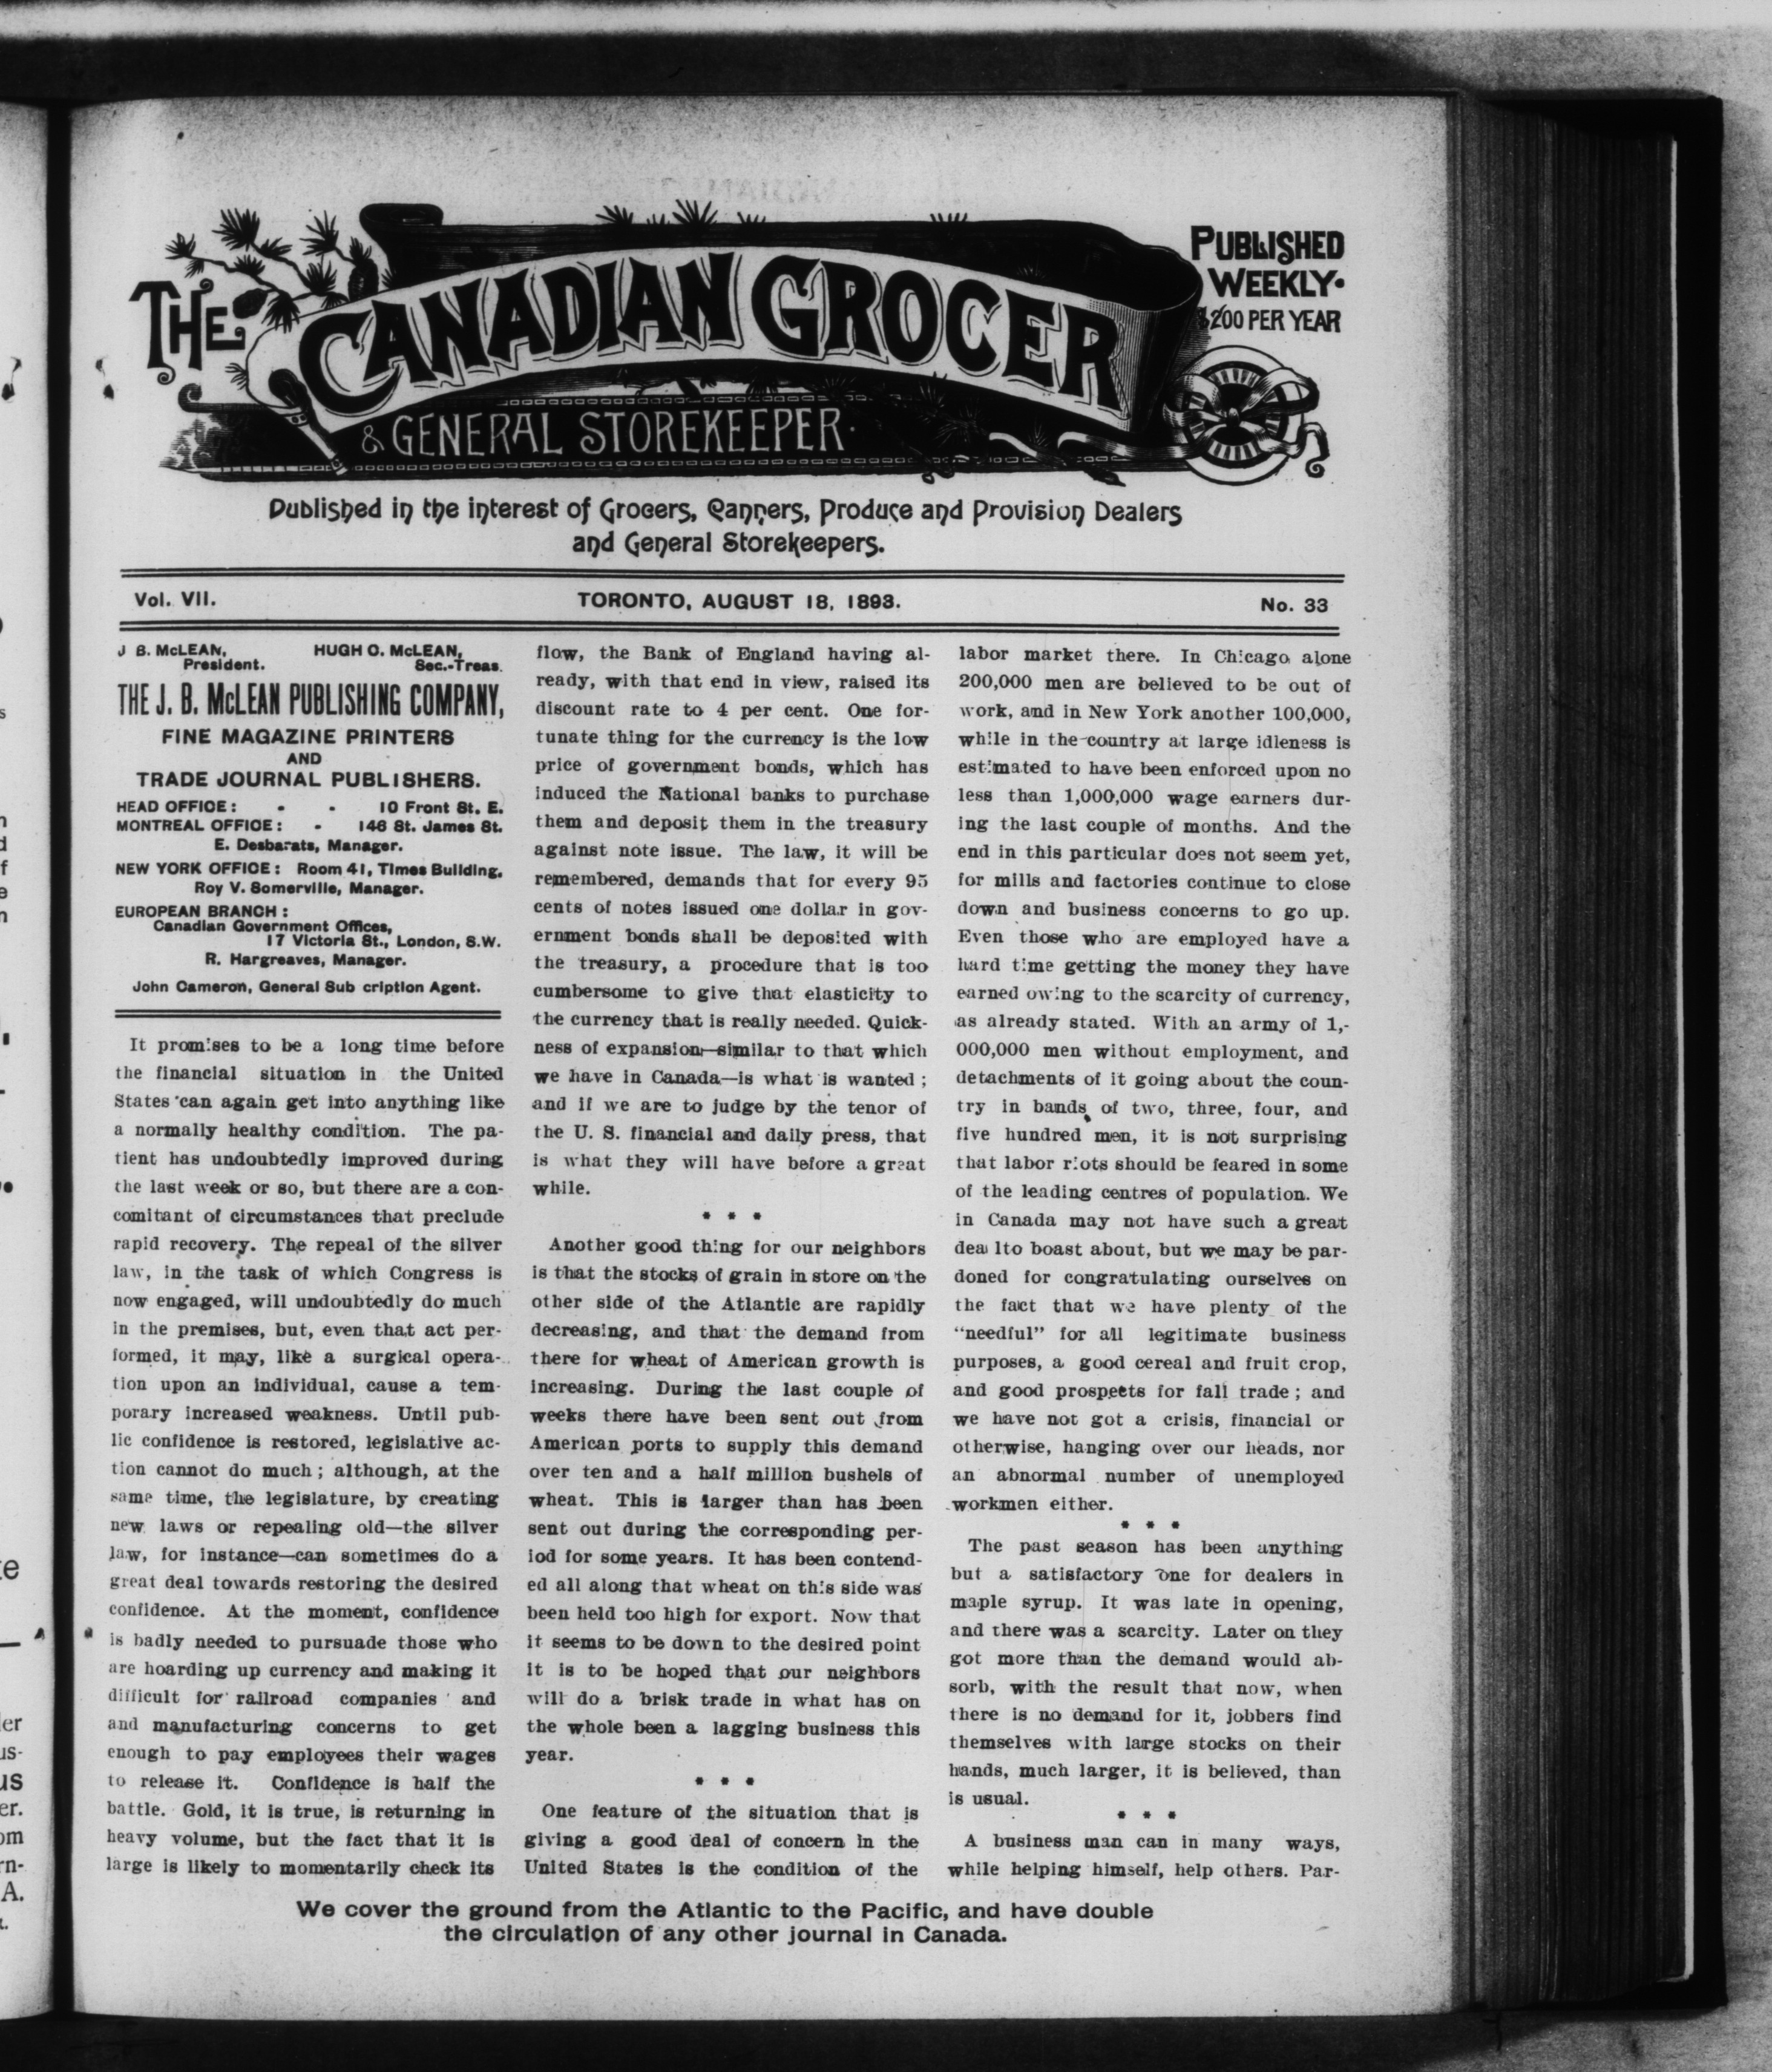 THE CANADIAN GROCER
& GENERAL STOREKEEPER.
PUBLISHED
WEEKLY.
$2.00 PER YEAR
Published in the interest of Grocers, Canners, Produce and Provision Dealers
and General Storekeepers.
Vol. VII. TORONTO, AUGUST 18, 1893. No. 33
J B. McLEAN, HUGH O. McLEAN,
President. Sec.-Treas.
THE J. B. McLEAN PUBLISHING COMPANY,
FINE MAGAZINE PRINTERS
AND
TRADE JOURNAL PUBLISHERS.
HEAD OFFICE: - - 10 Front St. E.
MONTREAL OFFICE: - 146 St. James St.
E. Desbarats, Manager.
NEW YORK OFFICE: Room 41, Times Building.
Roy V. Somerville, Manager.
EUROPEAN BRANCH:
Canadian Government Offices,
17 Victoria St., London, S.W.
R. Hargreaves, Manager.
John Cameron, General Sub cription Agent.
It promises to be a long time before
the financial situation in the United
States can again get into anything like
a normally healthy condition. The pa-
tient has undoubtedly improved during
the last week or so, but there are a con-
comitant of circumstances that preclude
rapid recovery. The repeal of the silver
law, in the task of which Congress is
now engaged, will undoubtedly do much
in the premises, but, even that act per-
formed, it may, like a surgical opera-
tion upon an individual, cause a tem-
porary increased weakness. Until pub-
lic confidence is restored, legislative ac-
tion cannot do much; although, at the
same time, the legislature, by creating
new laws or repealing old—the silver
law, for instance—can sometimes do a
great deal towards restoring the desired
confidence. At the moment, confidence
is badly needed to pursuade those who
are hoarding up currency and making it
difficult for railroad companies and
and manufacturing concerns to get
enough to pay employees their wages
to release it. Confidence is half the
battle. Gold, it is true, is returning in
heavy volume, but the fact that it is
large is likely to momentarily check its
flow, the Bank of England having al-
ready, with that end in view, raised its
discount rate to 4 per cent. One for-
tunate thing for the currency is the low
price of government bonds, which has
induced the National banks to purchase
them and deposit them in the treasury
against note issue. The law, it will be
remembered, demands that for every 95
cents of notes issued one dollar in gov-
ernment bonds shall be deposited with
the treasury, a procedure that is too
cumbersome to give that elasticity to
the currency that is really needed. Quick-
ness of expansion—similar to that which
we have in Canada—is what is wanted;
and if we are to judge by the tenor of
the U. S. financial and daily press, that
is what they will have before a great
while.
* * *
Another good thing for our neighbors
is that the stocks of grain in store on the
other side of the Atlantic are rapidly
decreasing, and that the demand from
there for wheat of American growth is
increasing. During the last couple of
weeks there have been sent out from
American ports to supply this demand
over ten and a half million bushels of
wheat. This is larger than has been
sent out during the corresponding per-
iod for some years. It has been contend-
ed all along that wheat on this side was
been held too high for export. Now that
it seems to be down to the desired point
it is to be hoped that our neighbors
will do a brisk trade in what has on
the whole been a lagging business this
year.
* * *
One feature of the situation that is
giving a good deal of concern in the
United States is the condition of the
labor market there. In Chicago alone
200,000 men are believed to be out of
work, and in New York another 100,000,
while in the country at large idleness is
estimated to have been enforced upon no
less than 1,000,000 wage earners dur-
ing the last couple of months. And the
end in this particular does not seem yet,
for mills and factories continue to close
down and business concerns to go up.
Even those who are employed have a
hard time getting the money they have
earned owing to the scarcity of currency,
as already stated. With an army of 1,-
000,000 men without employment, and
detachments of it going about the coun-
try in bands of two, three, four, and
five hundred men, it is not surprising
that labor riots should be feared in some
of the leading centres of population. We
in Canada may not have such a great
dea lto boast about, but we may be par-
doned for congratulating ourselves on
the fact that we have plenty of the
"needful" for all legitimate business
purposes, a good cereal and fruit crop,
and good prospects for fall trade; and
we have not got a crisis, financial or
otherwise, hanging over our heads, nor
an abnormal number of unemployed
workmen either.
* * *
The past season has been anything
but a satisfactory one for dealers in
maple syrup. It was late in opening,
and there was a scarcity. Later on they
got more than the demand would ab-
sorb, with the result that now, when
there is no demand for it, jobbers find
themselves with large stocks on their
hands, much larger, it is believed, than
is usual.
* * *
A business man can in many ways,
while helping himself, help others. Par-
We cover the ground from the Atlantic to the Pacific, and have double
the circulation of any other journal in Canada.